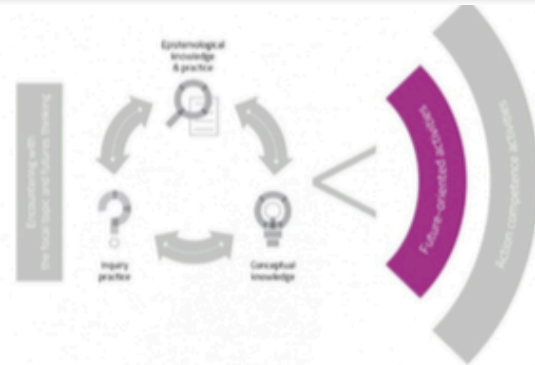 Encountering with
the focal topic and futures thinking
Epistemological
knowledge
& practice
Inquiry
practice
Conceptual
knowledge
Future-oriented activities
Action competence activities